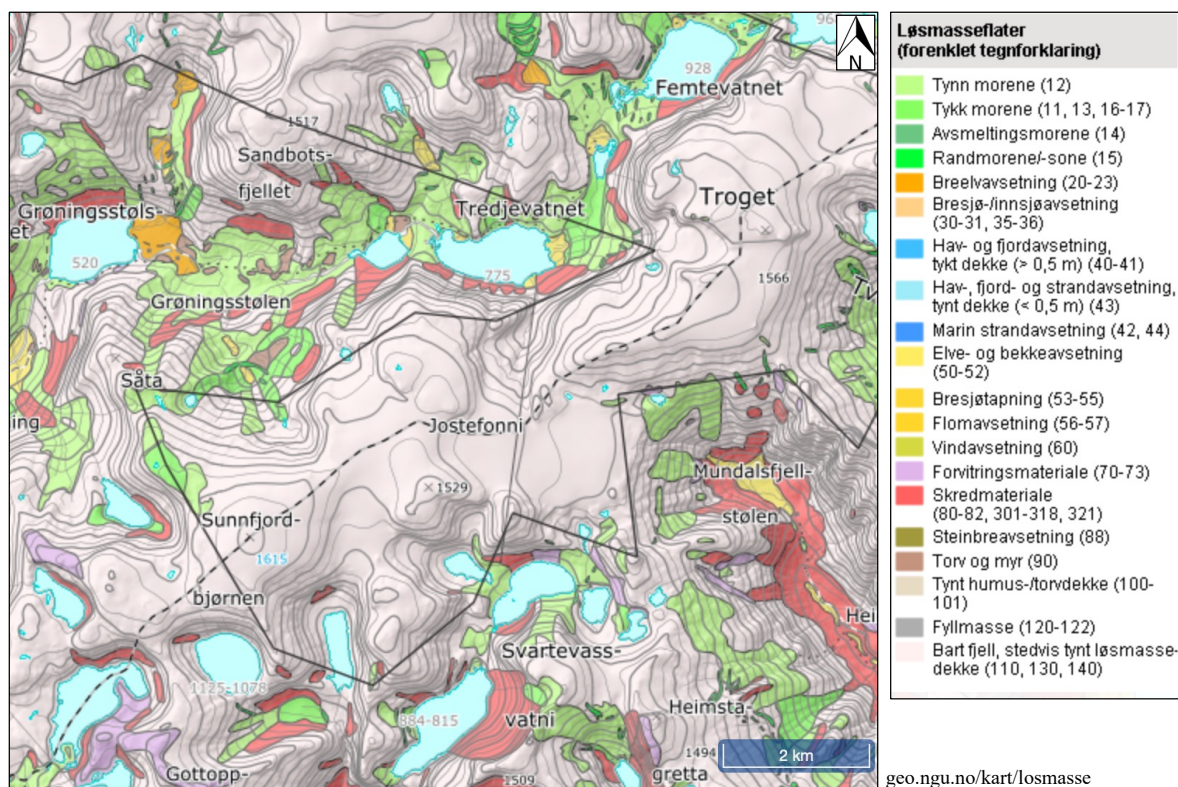 96
928
Femtevatnet
N
1517
Sandbots-
fjellet
Troget
Grøningsstøls-
et
Tredjevatnet
520
775
1566
Grøningsstølen
Tv
Såta
ing
Jostefonni
1529
Mundalsfjell-
stølen
Sunnfjord-
1615
bjørnen
Hei
Svartevass-
1125-1078
884-815
vatni
Heimsta-
1494
gretta
1509
Gottopp-
2 km
Løsmasseflater
(forenklet tegnforklaring)
Tynn morene (12)
Tykk morene (11, 13, 16-17)
Avsmeltingsmorene (14)
Randmorene/-sone (15)
Breelvavsetning (20-23)
Bresjø-/innsjøavsetning
(30-31, 35-36)
Hav- og fjordavsetning,
tykt dekke (> 0,5 m) (40-41)
Hav-, fjord- og strandavsetning,
tynt dekke (< 0,5 m) (43)
Marin strandavsetning (42, 44)
Elve- og bekkeavsetning
(50-52)
Bresjøtapning (53-55)
Flomavsetning (56-57)
Vindavsetning (60)
Forvitringsmateriale (70-73)
Skredmateriale
(80-82, 301-318, 321)
Steinbreavsetning (88)
Torv og myr (90)
Tynt humus-/torvdekke (100-
101)
Fyllmasse (120-122)
Bart fjell, stedvis tynt løsmasse-
dekke (110, 130, 140)
geo.ngu.no/kart/losmasse